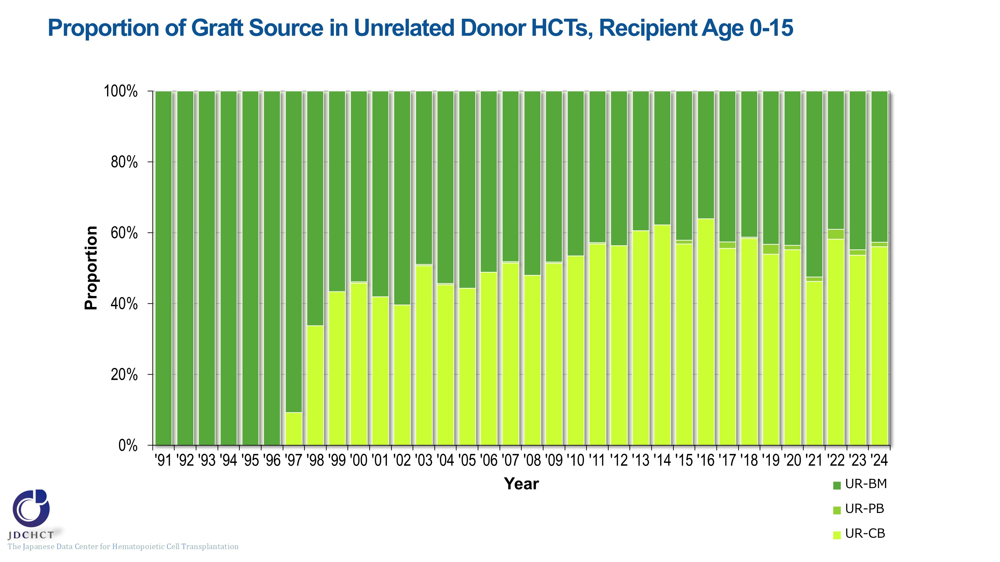 Proportion of Graft Source in Unrelated Donor HCTs, Recipient Age 0-15
100%
80%
60%
40%
20%
0%
Proportion
'91 '92 '93 '94 '95 '96 '97 '98 '99 '00 '01 '02 '03 '04 '05 '06 '07 '08 '09 '10 '11 '12 '13 '14 '15 '16 '17 '18 '19 '20 '21 '22 '23 '24
Year
UR-BM
UR-PB
UR-CB
JDCHCT
The Japanese Data Center for Hematopoietic Cell Transplantation